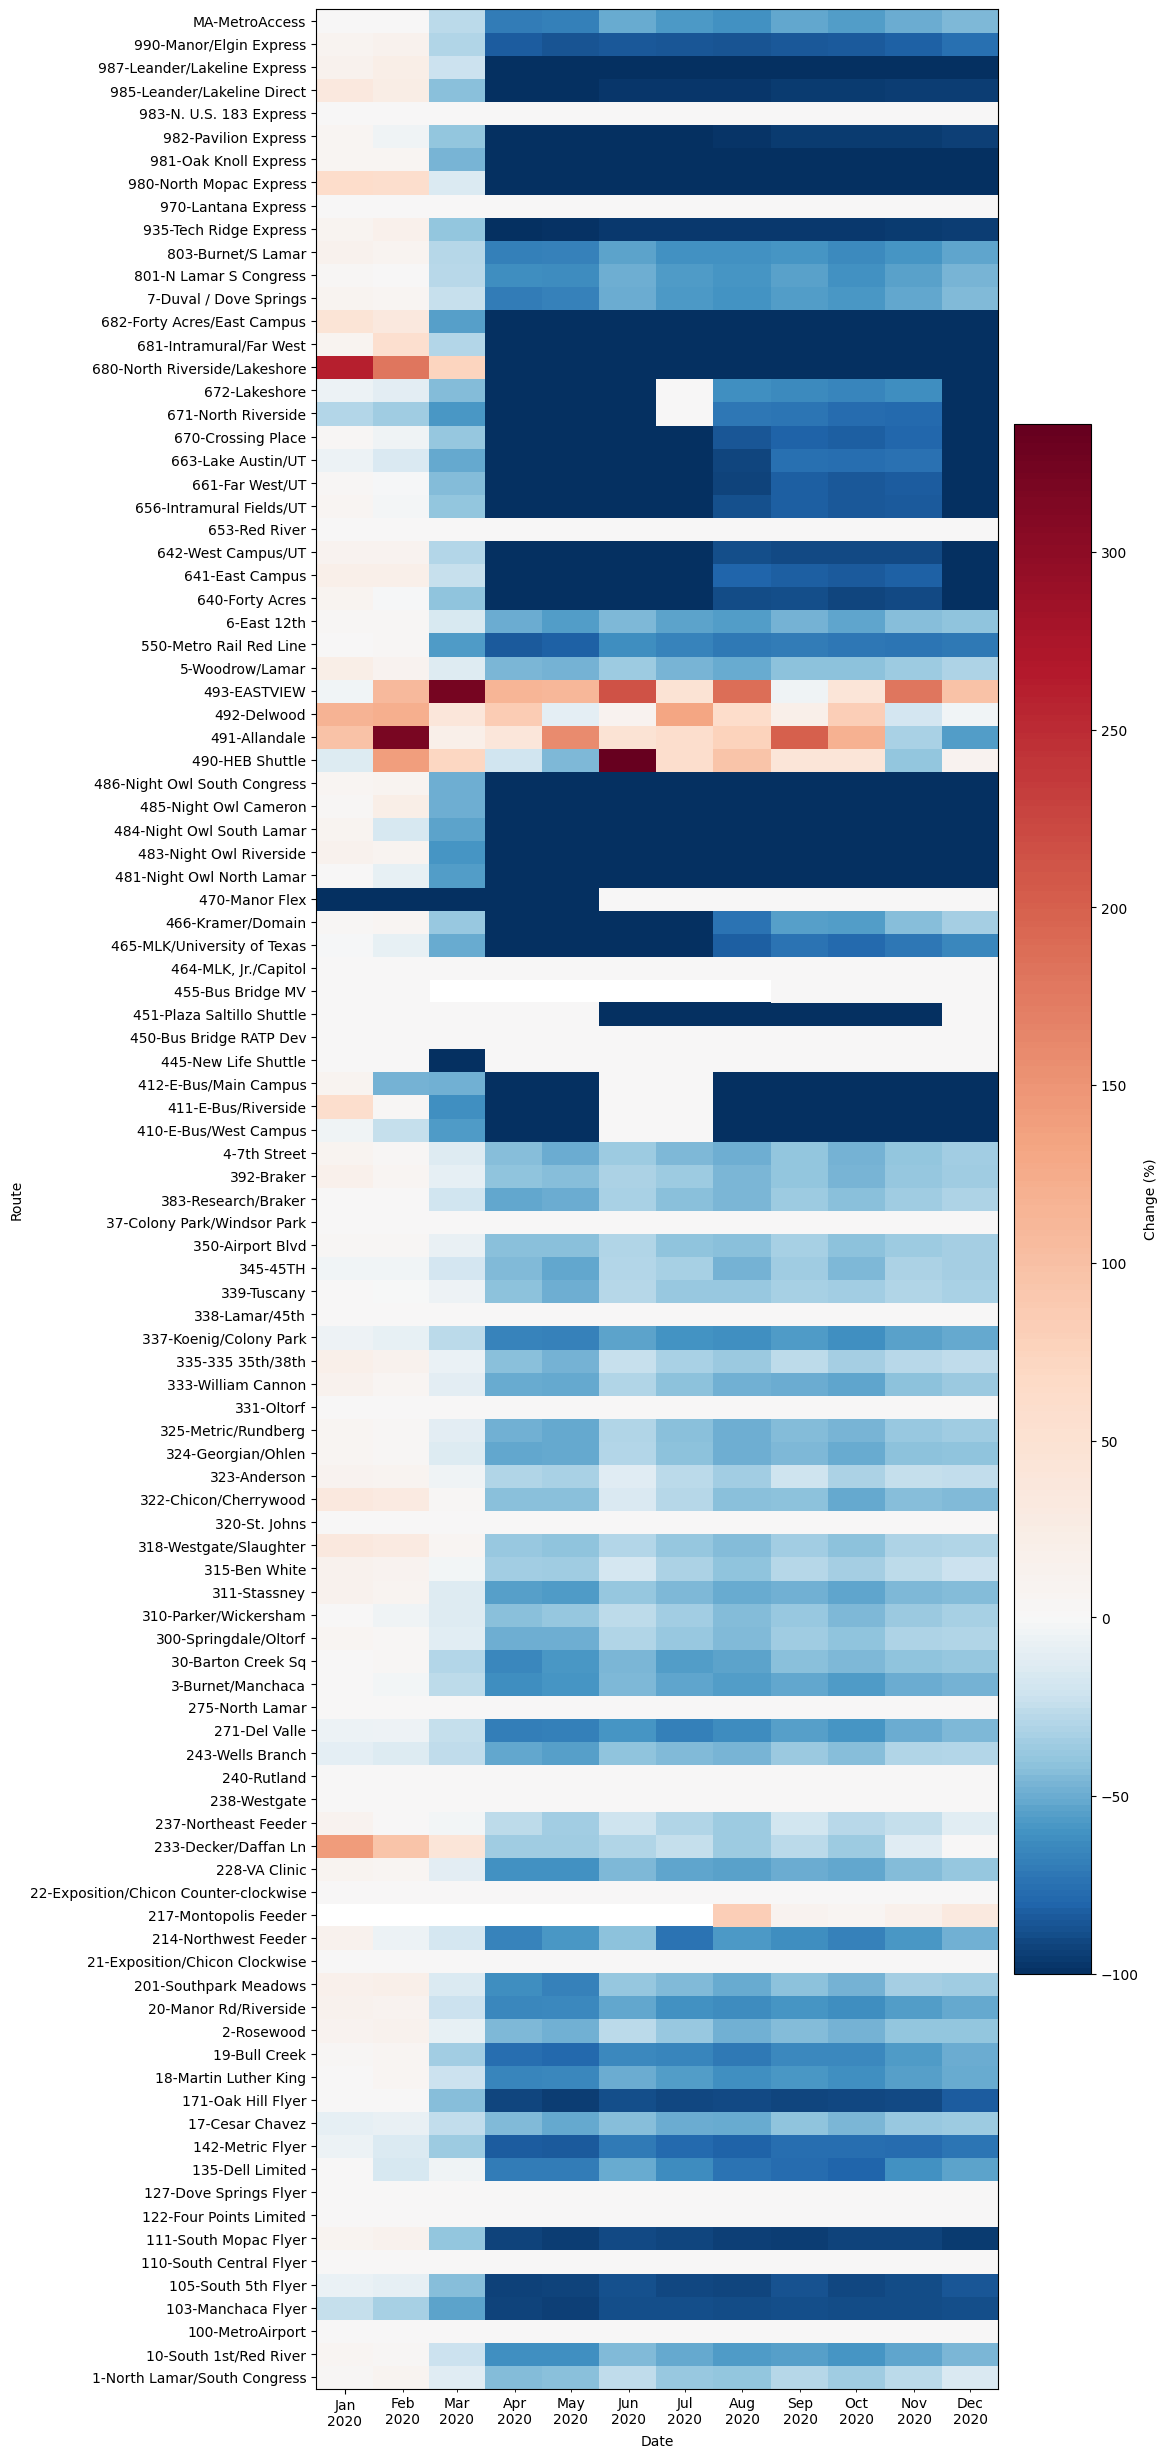 MA-MetroAccess
990-Manor/Elgin Express
987-Leander/Lakeline Express
985-Leander/Lakeline Direct
983-N. U.S. 183 Express
982-Pavilion Express
981-Oak Knoll Express
980-North Mopac Express
970-Lantana Express
935-Tech Ridge Express
803-Burnet/S Lamar
801-N Lamar S Congress
7-Duval / Dove Springs
682-Forty Acres/East Campus
681-Intramural/Far West
680-North Riverside/Lakeshore
672-Lakeshore
671-North Riverside
670-Crossing Place
663-Lake Austin/UT
661-Far West/UT
656-Intramural Fields/UT
653-Red River
642-West Campus/UT
641-East Campus
640-Forty Acres
6-East 12th
550-Metro Rail Red Line
5-Woodrow/Lamar
493-EASTVIEW
492-Delwood
491-Allandale
490-HEB Shuttle
486-Night Owl South Congress
485-Night Owl Cameron
484-Night Owl South Lamar
483-Night Owl Riverside
481-Night Owl North Lamar
470-Manor Flex
466-Kramer/Domain
465-MLK/University of Texas
464-MLK, Jr./Capitol
455-Bus Bridge MV
451-Plaza Saltillo Shuttle
450-Bus Bridge RATP Dev
445-New Life Shuttle
412-E-Bus/Main Campus
411-E-Bus/Riverside
410-E-Bus/West Campus
4-7th Street
392-Braker
383-Research/Braker
37-Colony Park/Windsor Park
350-Airport Blvd
345-45TH
339-Tuscany
338-Lamar/45th
337-Koenig/Colony Park
335-335 35th/38th
333-William Cannon
331-Oltorf
325-Metric/Rundberg
324-Georgian/Ohlen
323-Anderson
322-Chicon/Cherrywood
320-St. Johns
318-Westgate/Slaughter
315-Ben White
311-Stassney
310-Parker/Wickersham
300-Springdale/Oltorf
30-Barton Creek Sq
3-Burnet/Manchaca
275-North Lamar
271-Del Valle
243-Wells Branch
240-Rutland
238-Westgate
237-Northeast Feeder
233-Decker/Daffan Ln
228-VA Clinic
22-Exposition/Chicon Counter-clockwise
217-Montopolis Feeder
214-Northwest Feeder
21-Exposition/Chicon Clockwise
201-Southpark Meadows
20-Manor Rd/Riverside
2-Rosewood
19-Bull Creek
18-Martin Luther King
171-Oak Hill Flyer
17-Cesar Chavez
142-Metric Flyer
135-Dell Limited
127-Dove Springs Flyer
122-Four Points Limited
111-South Mopac Flyer
110-South Central Flyer
105-South 5th Flyer
103-Manchaca Flyer
100-MetroAirport
10-South 1st/Red River
1-North Lamar/South Congress
Route
Jan Feb Mar Apr May Jun Jul Aug Sep Oct Nov Dec
2020 2020 2020 2020 2020 2020 2020 2020 2020 2020 2020 2020
Date
300
250
200
150
100
50
0
−50
−100
Change (%)